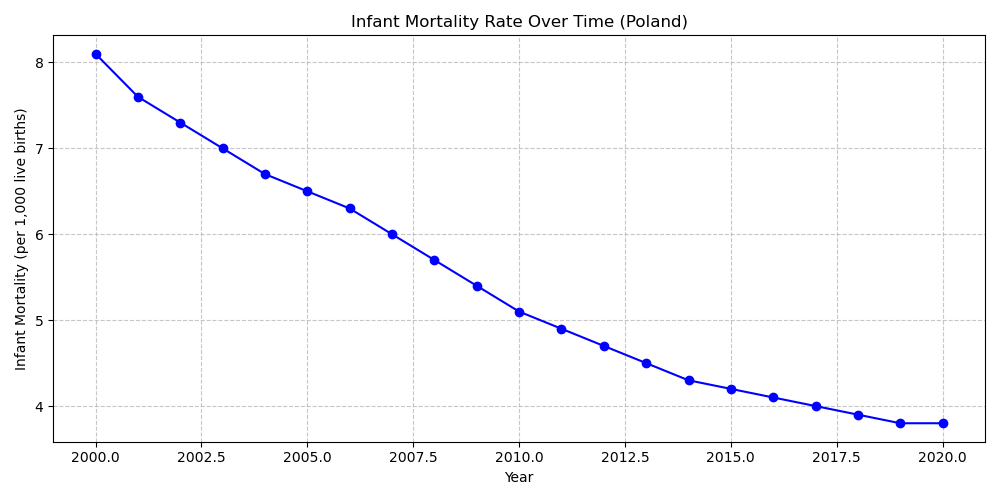 Infant Mortality Rate Over Time (Poland)
Infant Mortality (per 1,000 live births)
8
7
6
5
4
2000.0 2002.5 2005.0 2007.5 2010.0 2012.5 2015.0 2017.5 2020.0
Year